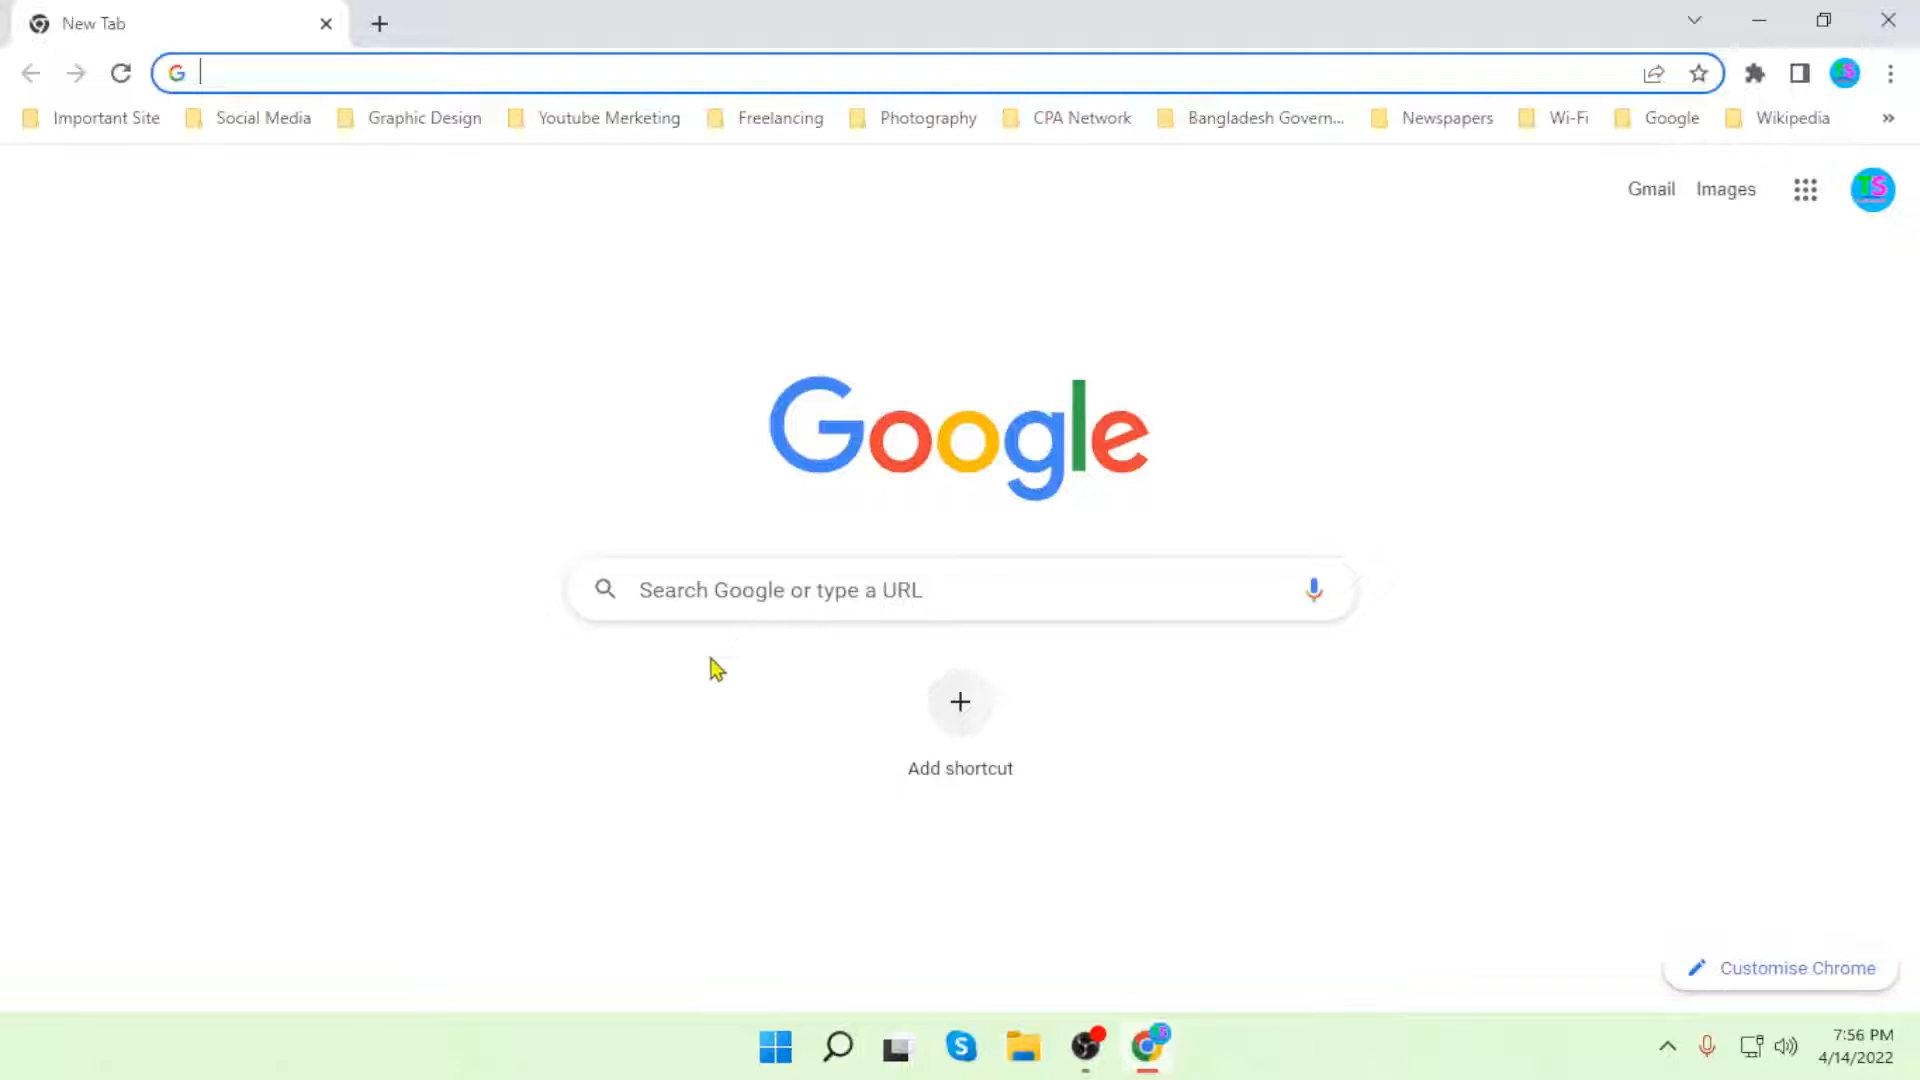 New Tab
Important Site Social Media Graphic Design Youtube Merketing Freelancing Photography CPA Network Bangladesh Govern... Newspapers Wi-Fi Google Wikipedia »
Gmail Images TS
Google
Search Google or type a URL
Add shortcut
Customise Chrome
7:56 PM
4/14/2022